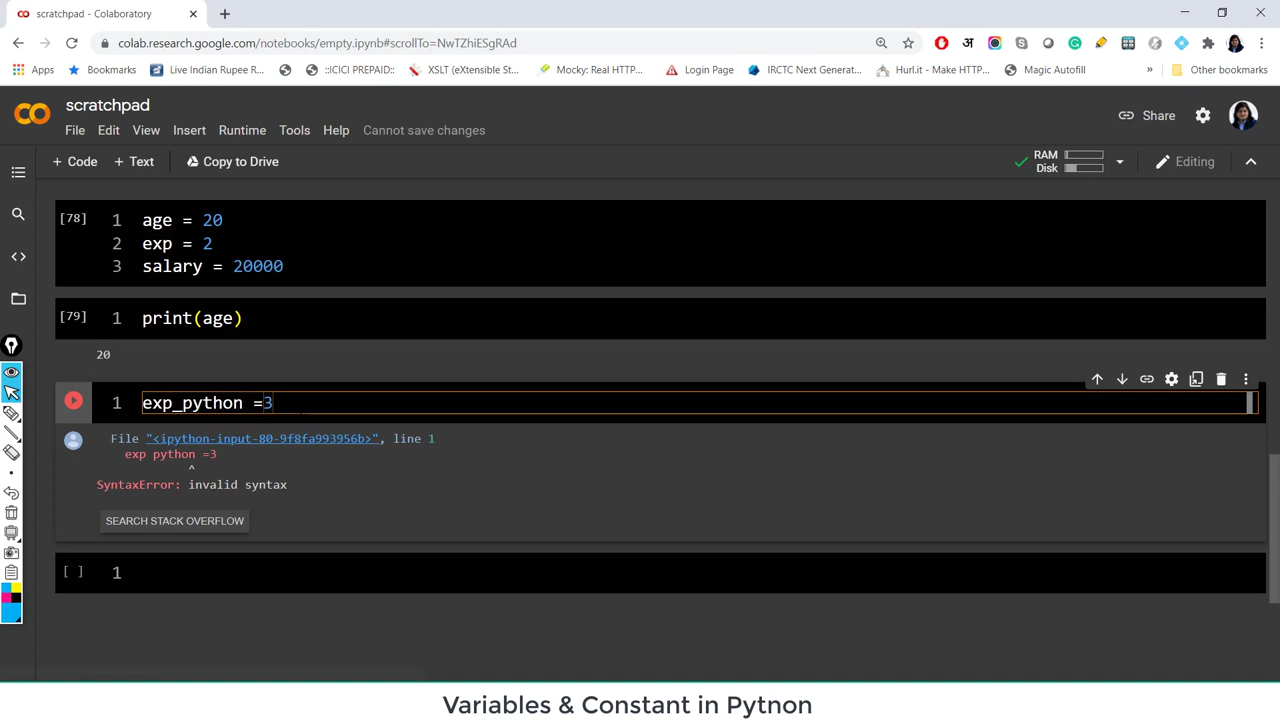 scratchpad - Colaboratory
colab.research.google.com/notebooks/empty.ipynb#scrollTo=NwTZhiESgRAd
Apps Bookmarks Live Indian Rupee R... ::ICICI PREPAID:: XSLT (eXtensible St... Mocky: Real HTTP... Login Page IRCTC Next Generat... Hurl.it - Make HTTP... Magic Autofill » Other bookmarks
scratchpad
File Edit View Insert Runtime Tools Help Cannot save changes
Share
+ Code + Text Copy to Drive
RAM
Disk
Editing
[78] 1 age = 20
2 exp = 2
3 salary = 20000
[79] 1 print(age)
20
1 exp_python =3
File "<ipython-input-80-9f8fa993956b>", line 1
exp python =3
^
SyntaxError: invalid syntax
SEARCH STACK OVERFLOW
[ ] 1
Variables & Constant in Pytnon